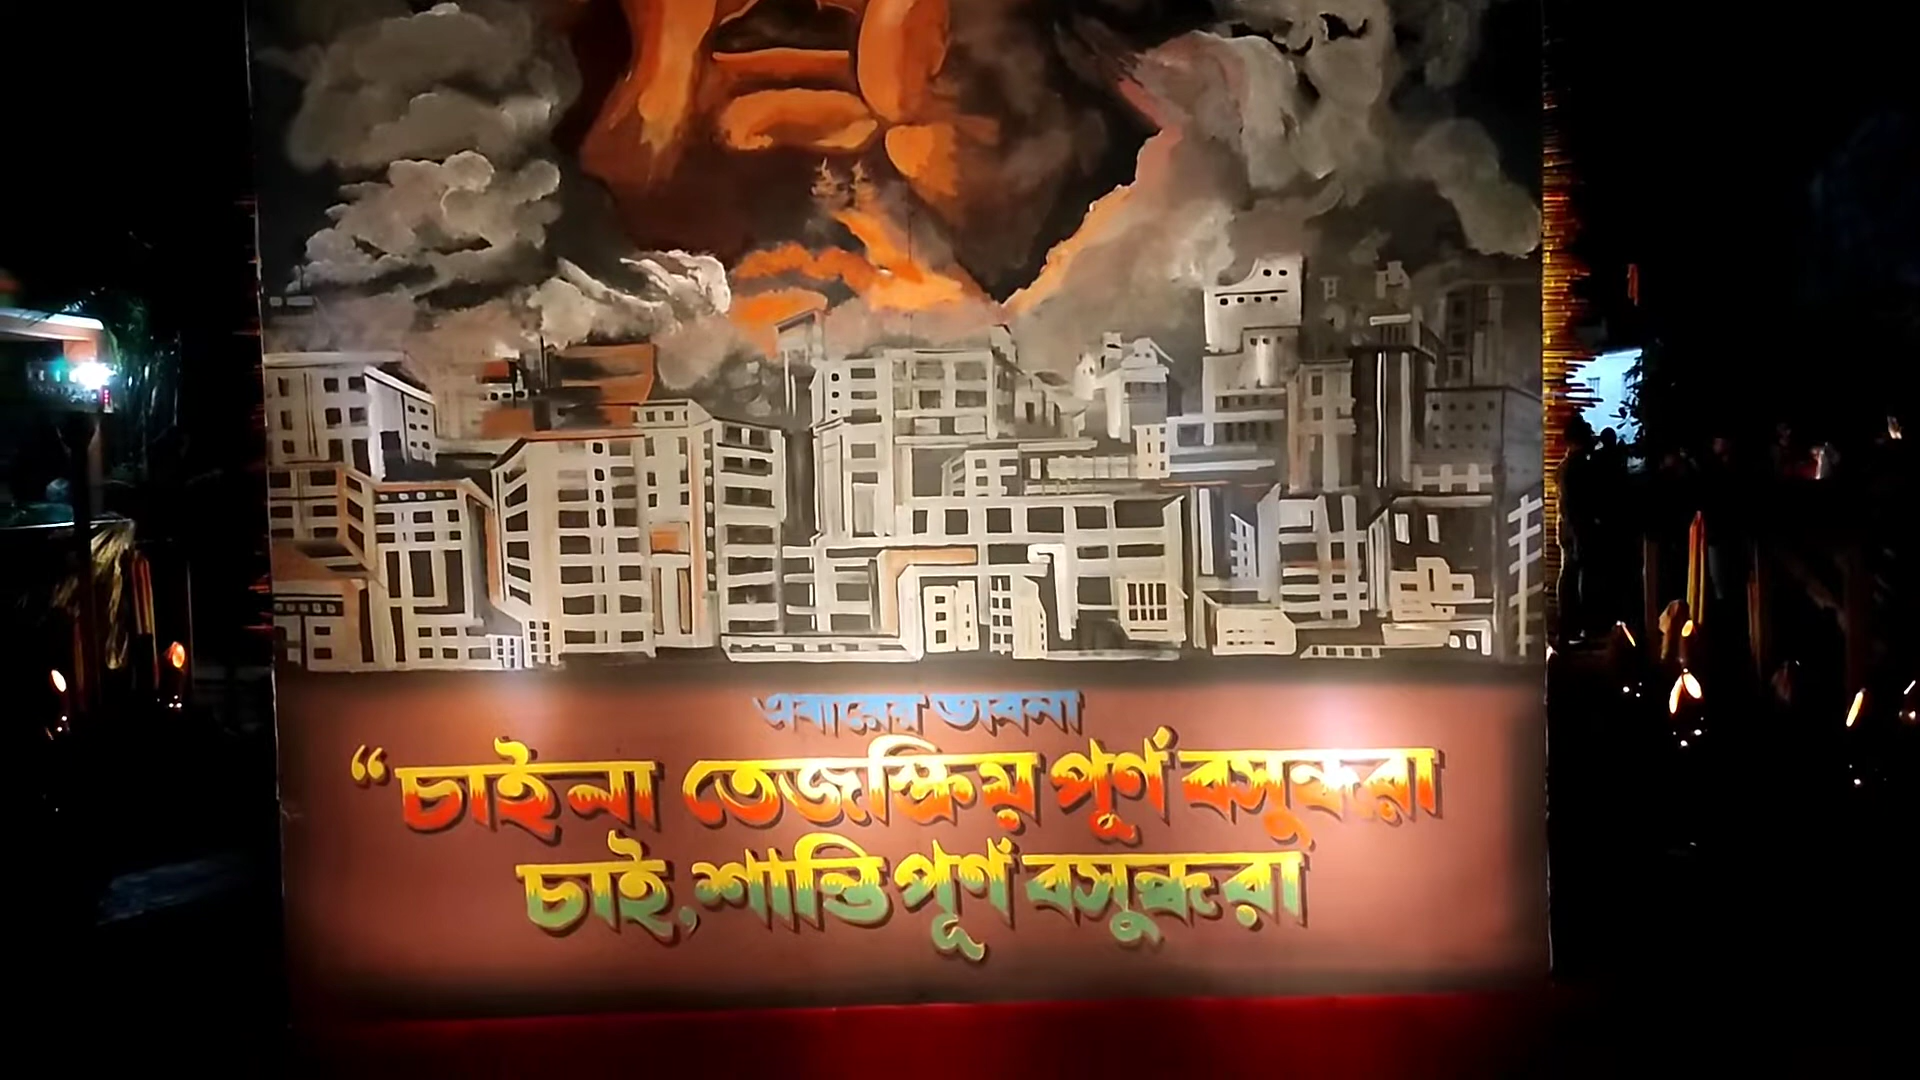 এবারের ভাবনা
“চাইনা তেজস্ক্রিয় পূর্ণ বসুন্ধরা
চাই, শান্তি পূর্ণ বসুন্ধরা